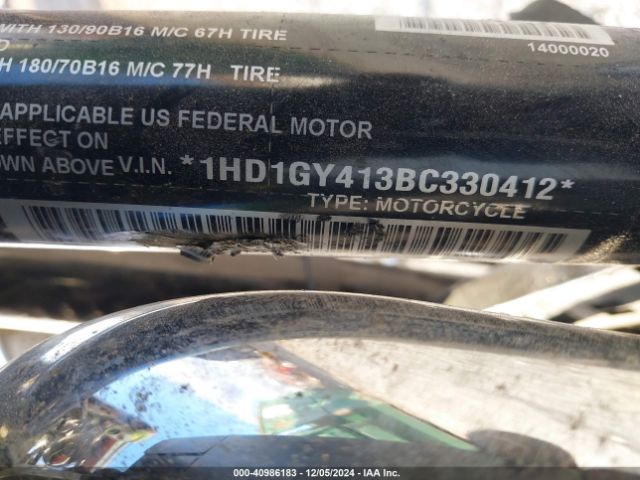 WITH 130/90B16 M/C 67H TIRE
14000020
H 180/70B16 M/C 77H TIRE
APPLICABLE US FEDERAL MOTOR
EFFECT ON
OWN ABOVE V.I.N. *1HD1GY413BC330412*
TYPE: MOTORCYCLE
000-40986183 - 12/05/2024 - IAA Inc.